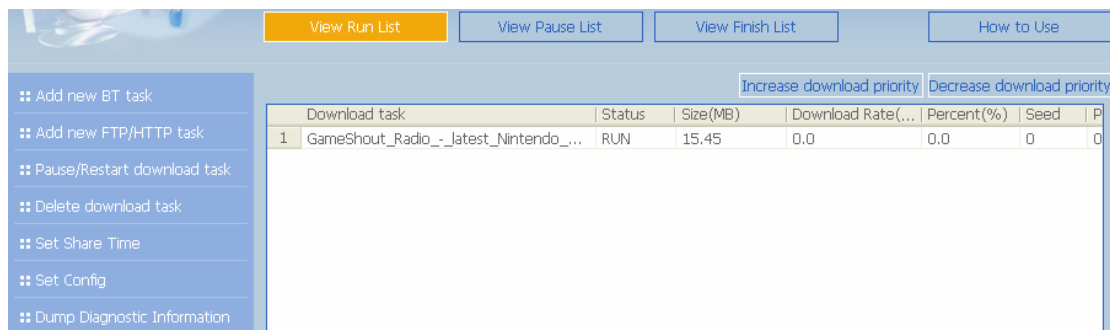 View Run List View Pause List View Finish List How to Use
Increase download priority Decrease download priority
Add new BT task
Add new FTP/HTTP task
Pause/Restart download task
Delete download task
Set Share Time
Set Config
Dump Diagnostic Information
Download task Status Size(MB) Download Rate(... Percent(%) Seed P
1 GameShout_Radio_-_latest_Nintendo_... RUN 15.45 0.0 0.0 0 0